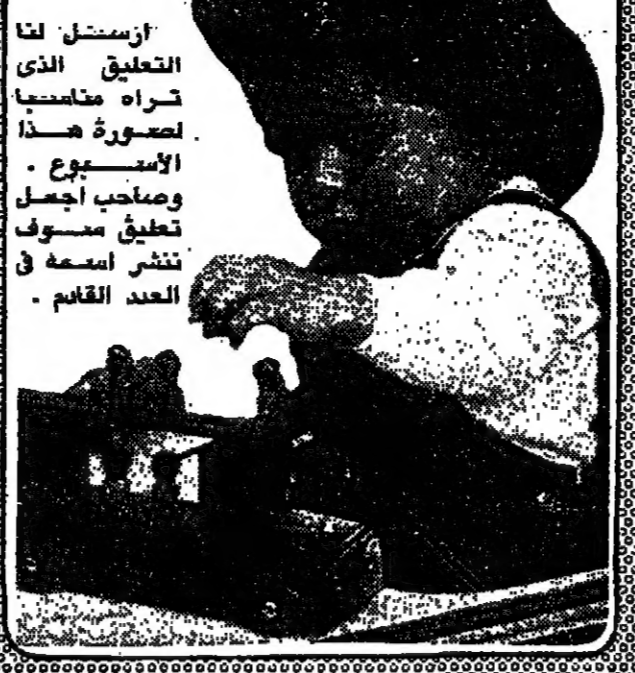 ارسل لنا
التعليق الذى
تراه مناسبا
لصورة هذا
الأسبوع .
وصاحب اجمل
تعليق سوف
ننشر اسمه فى
العدد القادم .